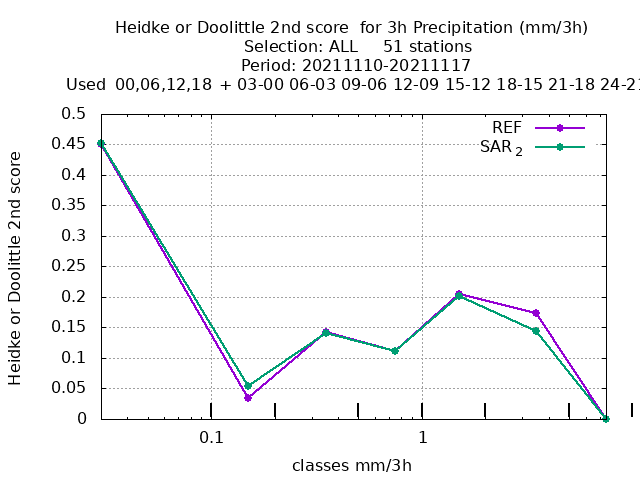 Heidke or Doolittle 2nd score  for 3h Precipitation (mm/3h)
Selection: ALL     51 stations
Period: 20211110-20211117
Used  00,06,12,18  + 03-00 06-03 09-06 12-09 15-12 18-15 21-18 24-21
0.5
0.45
0.4
0.35
0.3
0.25
0.2
0.15
0.1
0.05
0
Heidke or Doolittle 2nd score
REF
SAR 2
0.1 1
classes mm/3h